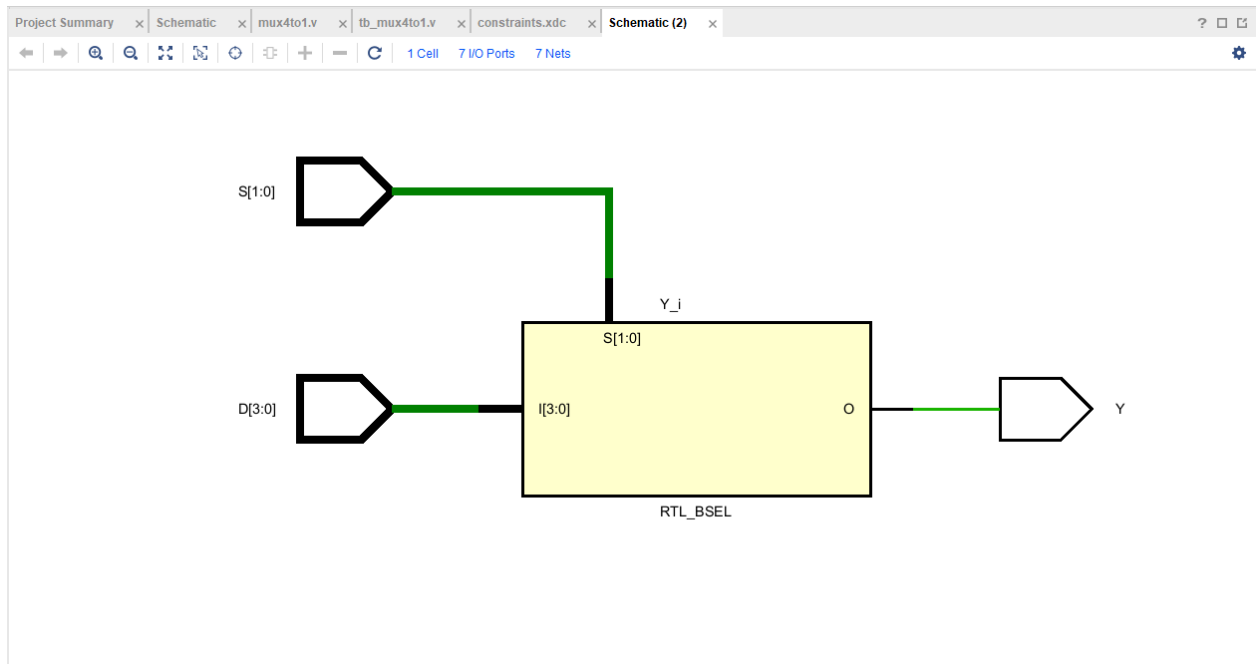 Project Summary × Schematic × mux4to1.v × tb_mux4to1.v × constraints.xdc × Schematic (2) × ?
1 Cell 7 I/O Ports 7 Nets
S[1:0]
Y_i
S[1:0]
D[3:0] I[3:0] O Y
RTL_BSEL